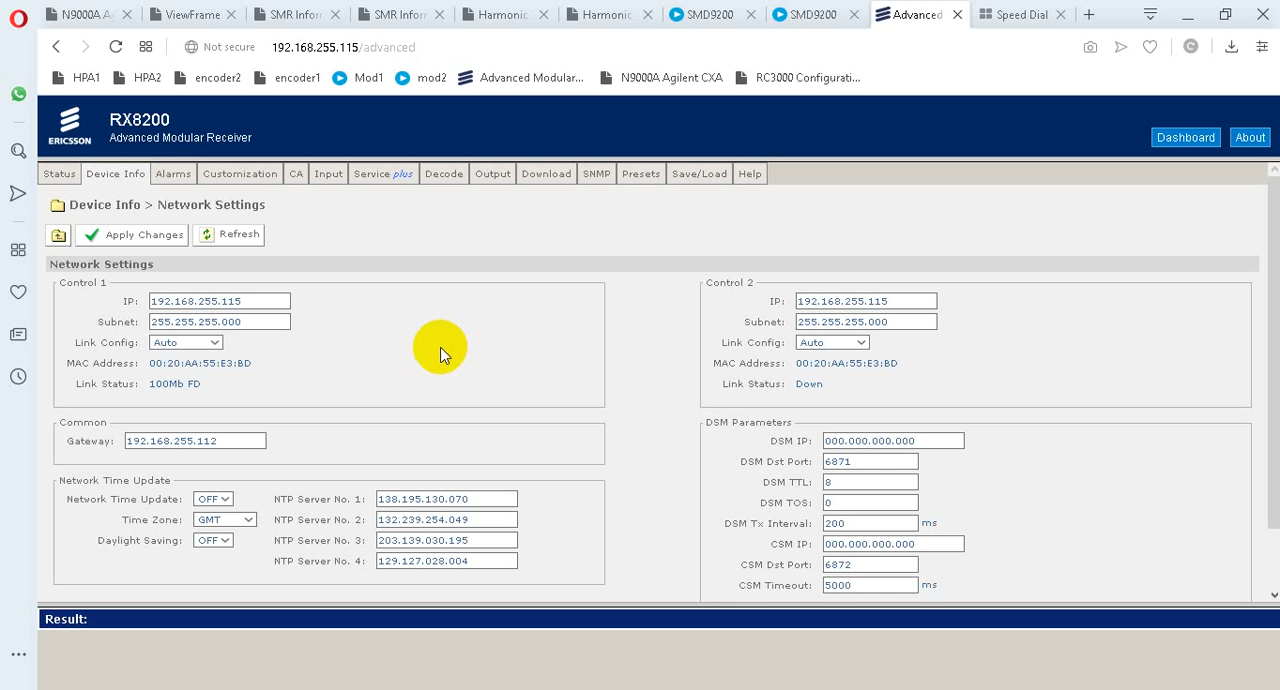 N9000A Ag
ViewFrame
SMR Inforr
SMR Inforr
Harmonic
Harmonic
SMD9200
SMD9200
Advanced
Speed Dial
Not secure 192.168.255.115/advanced
HPA1 HPA2 encoder2 encoder1 Mod1 mod2 Advanced Modular... N9000A Agilent CXA RC3000 Configurati...
ERICSSON
RX8200
Advanced Modular Receiver
Dashboard About
Status Device Info Alarms Customization CA Input Service plus Decode Output Download SNMP Presets Save/Load Help
Device Info > Network Settings
Apply Changes Refresh
Network Settings
Control 1
IP: 192.168.255.115
Subnet: 255.255.255.000
Link Config: Auto
MAC Address: 00:20:AA:55:E3:BD
Link Status: 100Mb FD
Control 2
IP: 192.168.255.115
Subnet: 255.255.255.000
Link Config: Auto
MAC Address: 00:20:AA:55:E3:BD
Link Status: Down
Common
Gateway: 192.168.255.112
Network Time Update
Network Time Update: OFF
Time Zone: GMT
Daylight Saving: OFF
NTP Server No. 1: 138.195.130.070
NTP Server No. 2: 132.239.254.049
NTP Server No. 3: 203.139.030.195
NTP Server No. 4: 129.127.028.004
DSM Parameters
DSM IP: 000.000.000.000
DSM Dst Port: 6871
DSM TTL: 8
DSM TOS: 0
DSM Tx Interval: 200 ms
CSM IP: 000.000.000.000
CSM Dst Port: 6872
CSM Timeout: 5000 ms
Result: